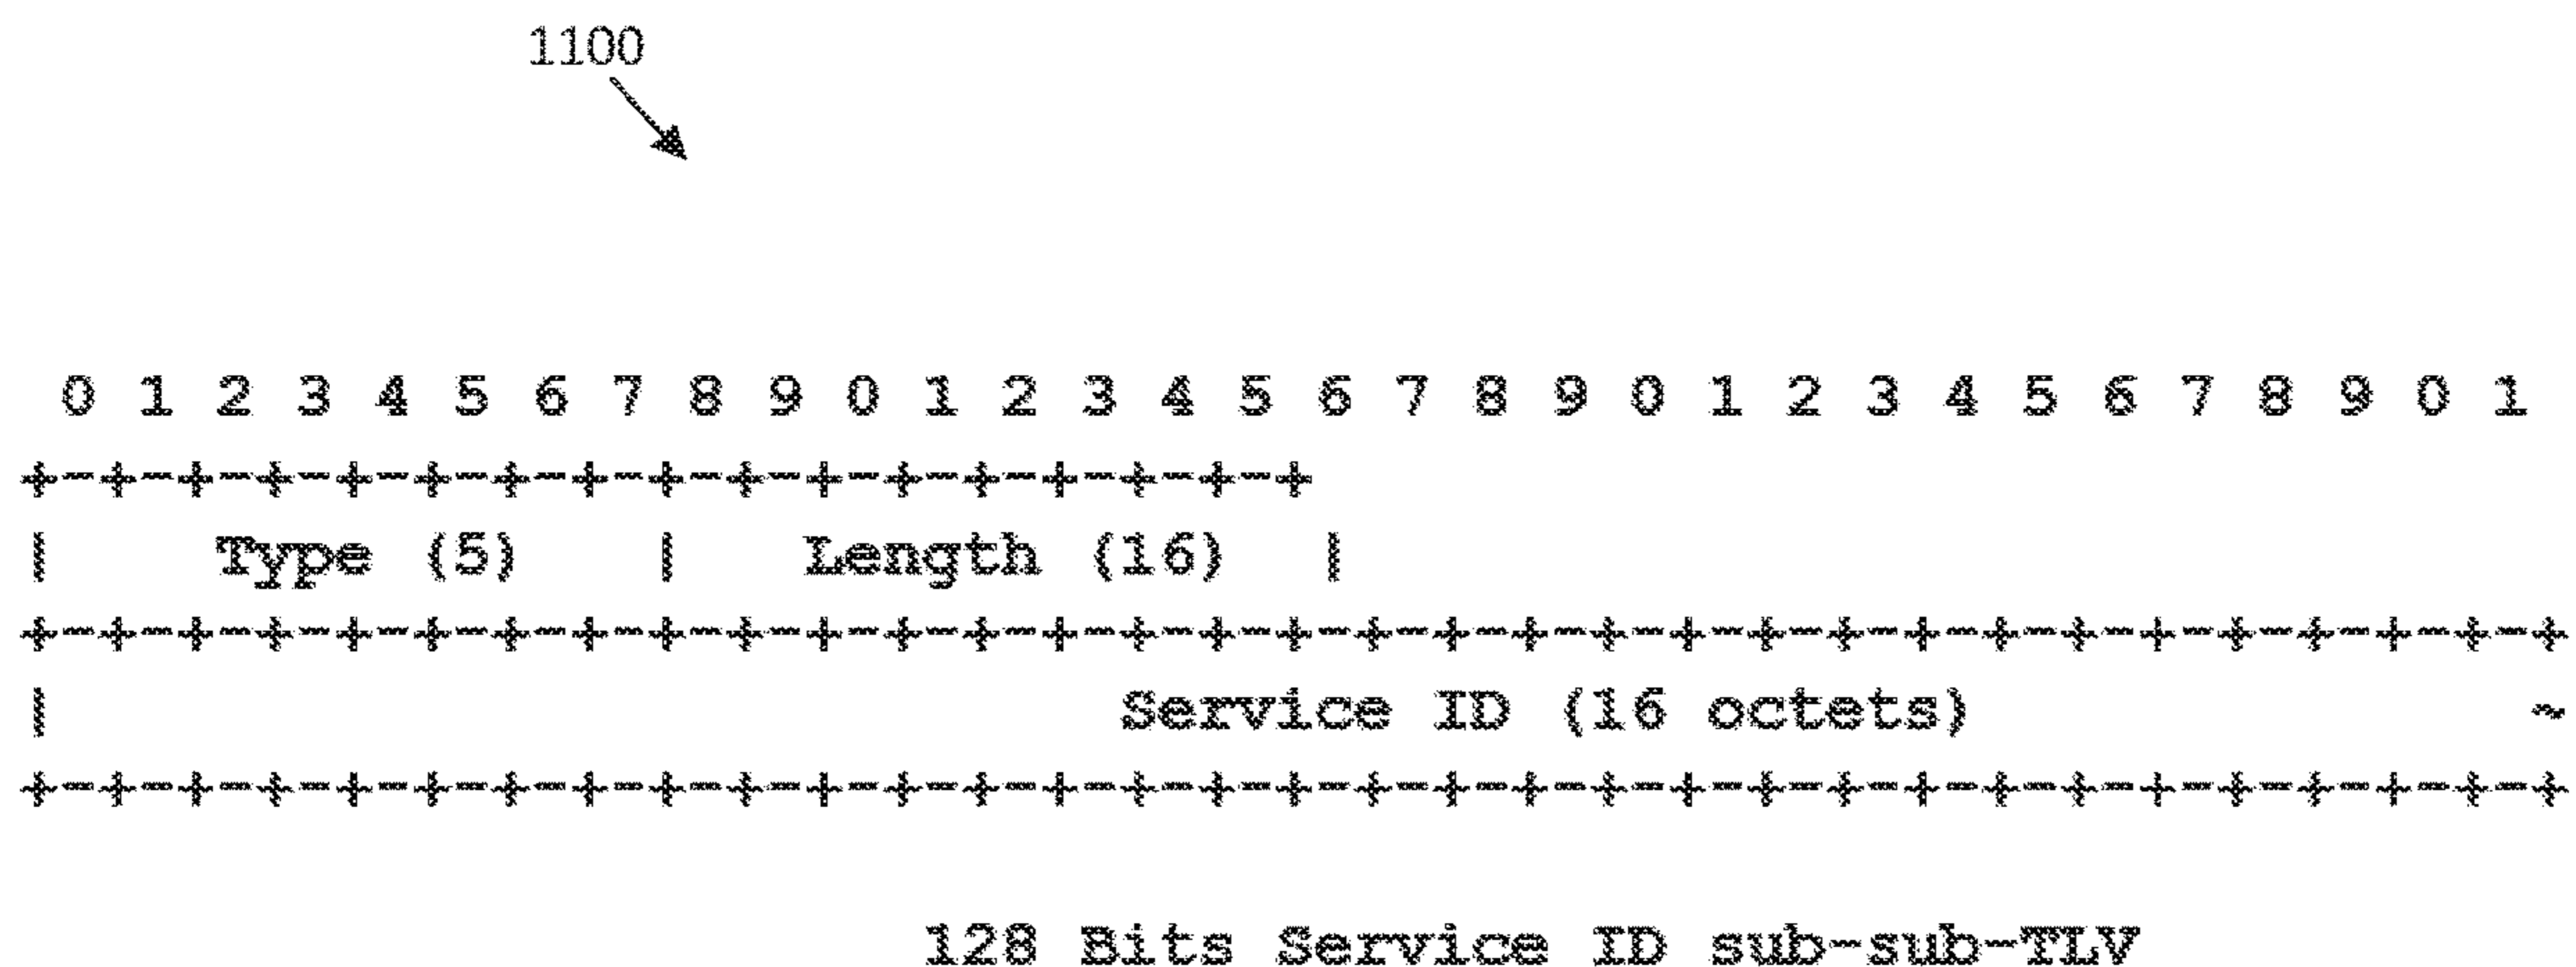 1100
0 1 2 3 4 5 6 7 8 9 0 1 2 3 4 5 6 7 8 9 0 1 2 3 4 5 6 7 8 9 0 1
+-+-+-+-+-+-+-+-+-+-+-+-+-+-+-+-+
|    Type (5)   |   Length (16)  |
+-+-+-+-+-+-+-+-+-+-+-+-+-+-+-+-+-+-+-+-+-+-+-+-+-+-+-+-+-+-+-+-+
|                           Service ID (16 octets)              ~
+-+-+-+-+-+-+-+-+-+-+-+-+-+-+-+-+-+-+-+-+-+-+-+-+-+-+-+-+-+-+-+-+
128 Bits Service ID sub-sub-TLV